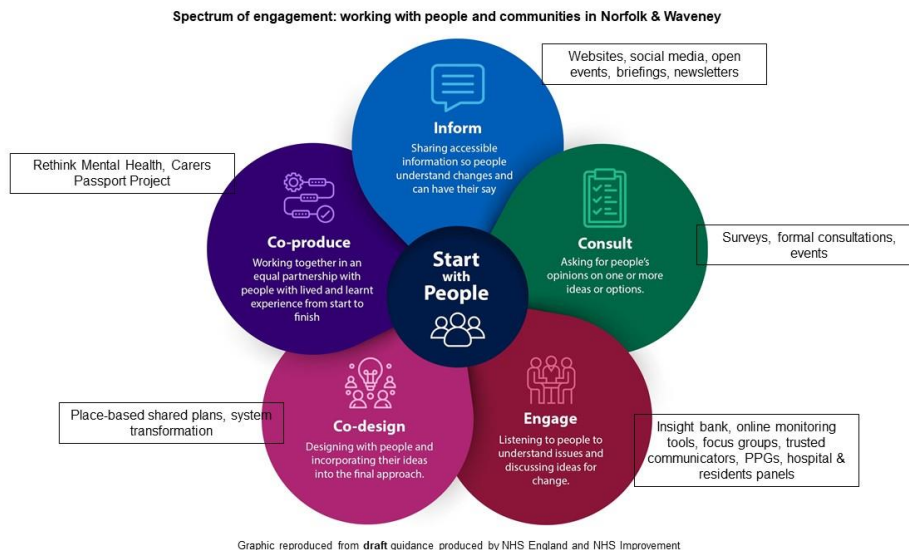 Spectrum of engagement: working with people and communities in Norfolk & Waveney
Websites, social media, open
events, briefings, newsletters
Inform
Sharing accessible
information so people
understand changes and
can have their say
Rethink Mental Health, Carers
Passport Project
Co-produce
Working together in an
equal partnership with
people with lived and learnt
experience from start to
finish
Start
with
People
Consult
Asking for people's
opinions on one or more
ideas or options.
Surveys, formal consultations,
events
Place-based shared plans, system
transformation
Co-design
Designing with people and
incorporating their ideas
into the final approach.
Engage
Listening to people to
understand issues and
discussing ideas for
change.
Insight bank, online monitoring
tools, focus groups, trusted
communicators, PPGs, hospital &
residents panels
Graphic reproduced from draft guidance produced by NHS England and NHS Improvement